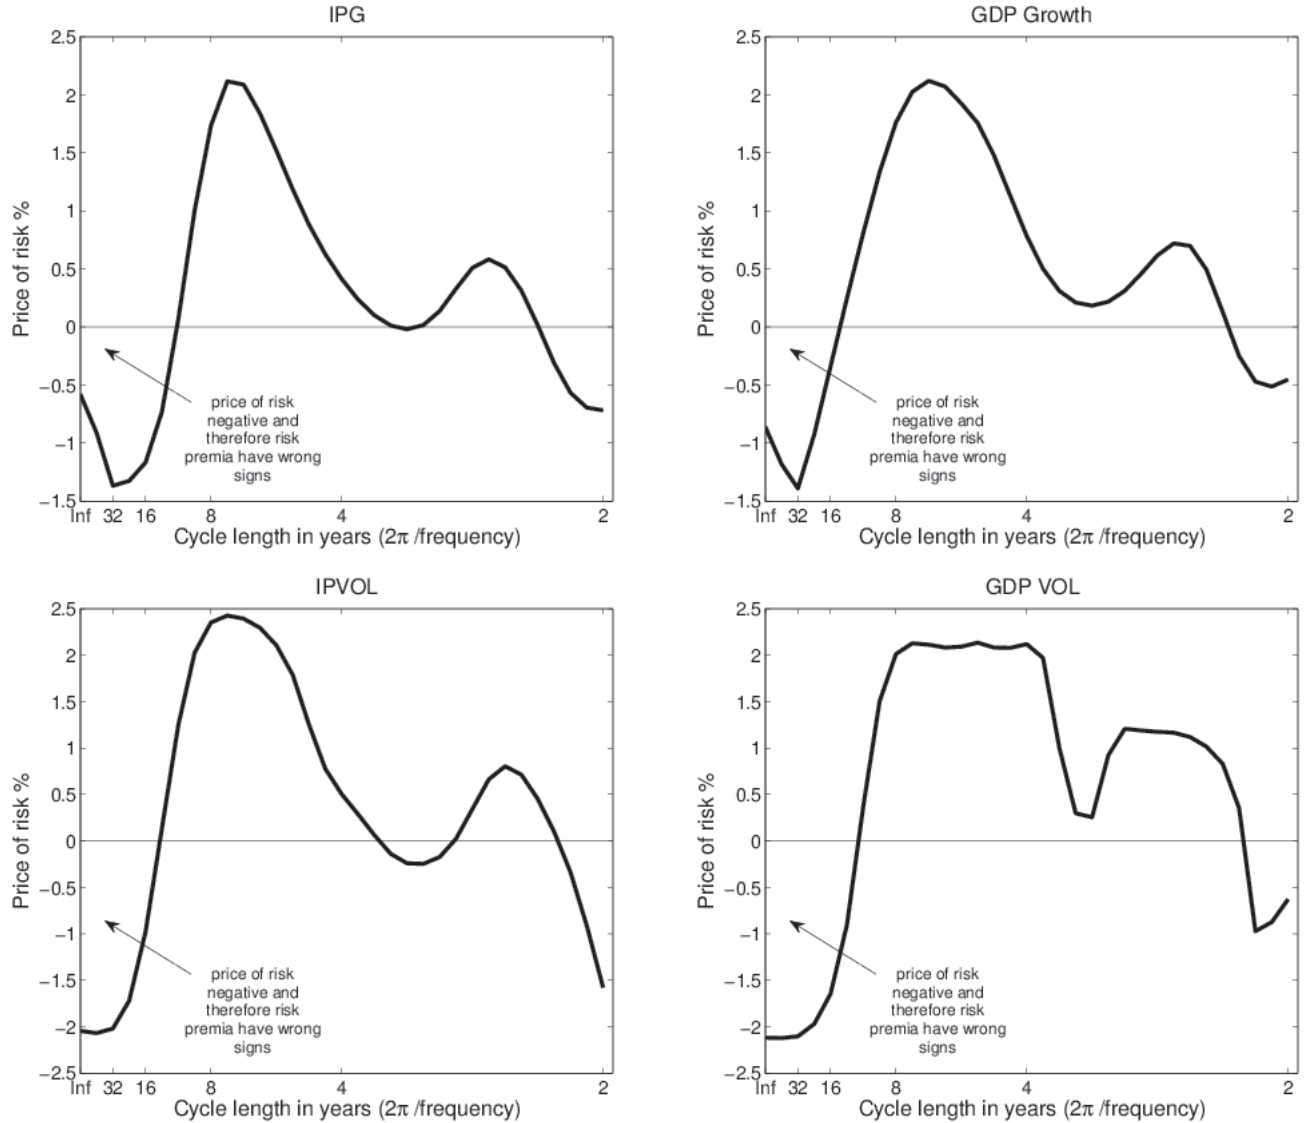 IPG
2.5
2
1.5
1
0.5
0
−0.5
−1
−1.5
Price of risk %
price of risk
negative and
therefore risk
premia have wrong
signs
Inf 32 16 8 4 2
Cycle length in years (2π /frequency)
GDP Growth
2.5
2
1.5
1
0.5
0
−0.5
−1
−1.5
Price of risk %
price of risk
negative and
therefore risk
premia have wrong
signs
Inf 32 16 8 4 2
Cycle length in years (2π /frequency)
IPVOL
2.5
2
1.5
1
0.5
0
−0.5
−1
−1.5
−2
−2.5
Price of risk %
price of risk
negative and
therefore risk
premia have wrong
signs
Inf 32 16 8 4 2
Cycle length in years (2π /frequency)
GDP VOL
2.5
2
1.5
1
0.5
0
−0.5
−1
−1.5
−2
−2.5
Price of risk %
price of risk
negative and
therefore risk
premia have wrong
signs
Inf 32 16 8 4 2
Cycle length in years (2π /frequency)